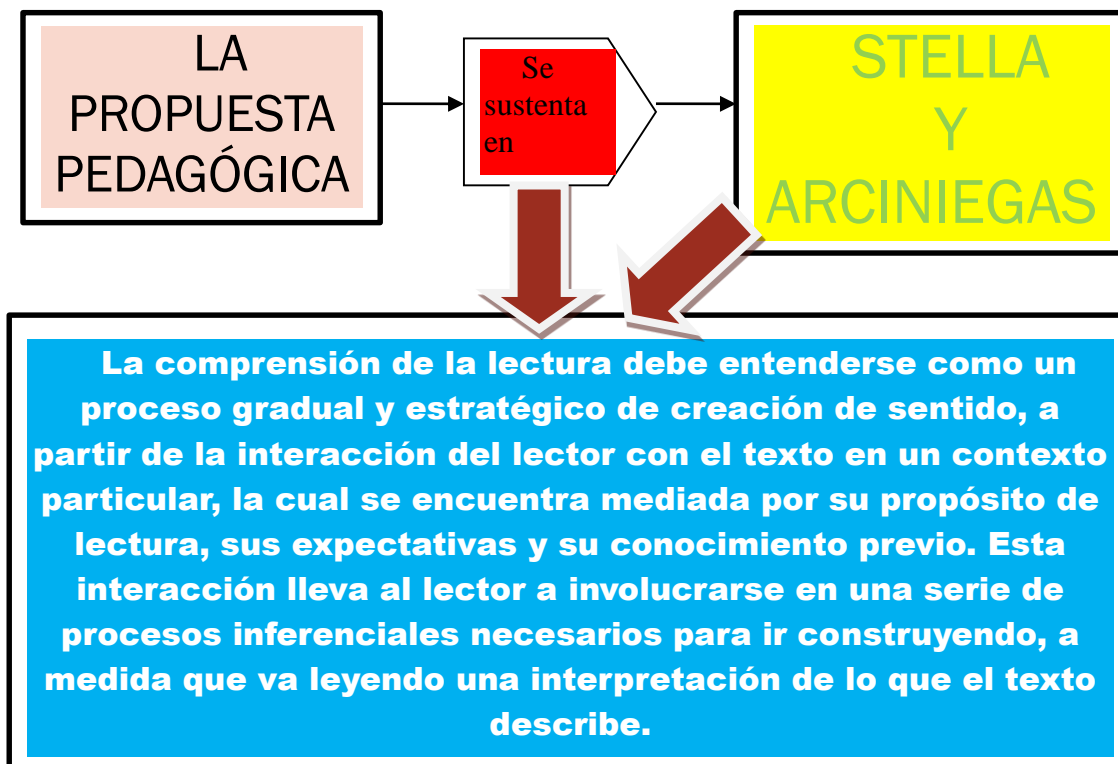 LA
PROPUESTA
PEDAGÓGICA
Se
sustenta
en
STELLA
Y
ARCINIEGAS
La comprensión de la lectura debe entenderse como un
proceso gradual y estratégico de creación de sentido, a
partir de la interacción del lector con el texto en un contexto
particular, la cual se encuentra mediada por su propósito de
lectura, sus expectativas y su conocimiento previo. Esta
interacción lleva al lector a involucrarse en una serie de
procesos inferenciales necesarios para ir construyendo, a
medida que va leyendo una interpretación de lo que el texto
describe.